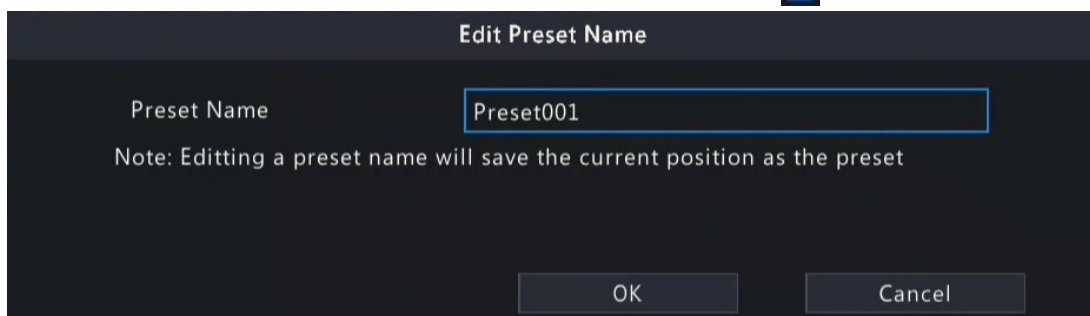 Edit Preset Name
Preset Name Preset001
Note: Editting a preset name will save the current position as the preset
OK Cancel